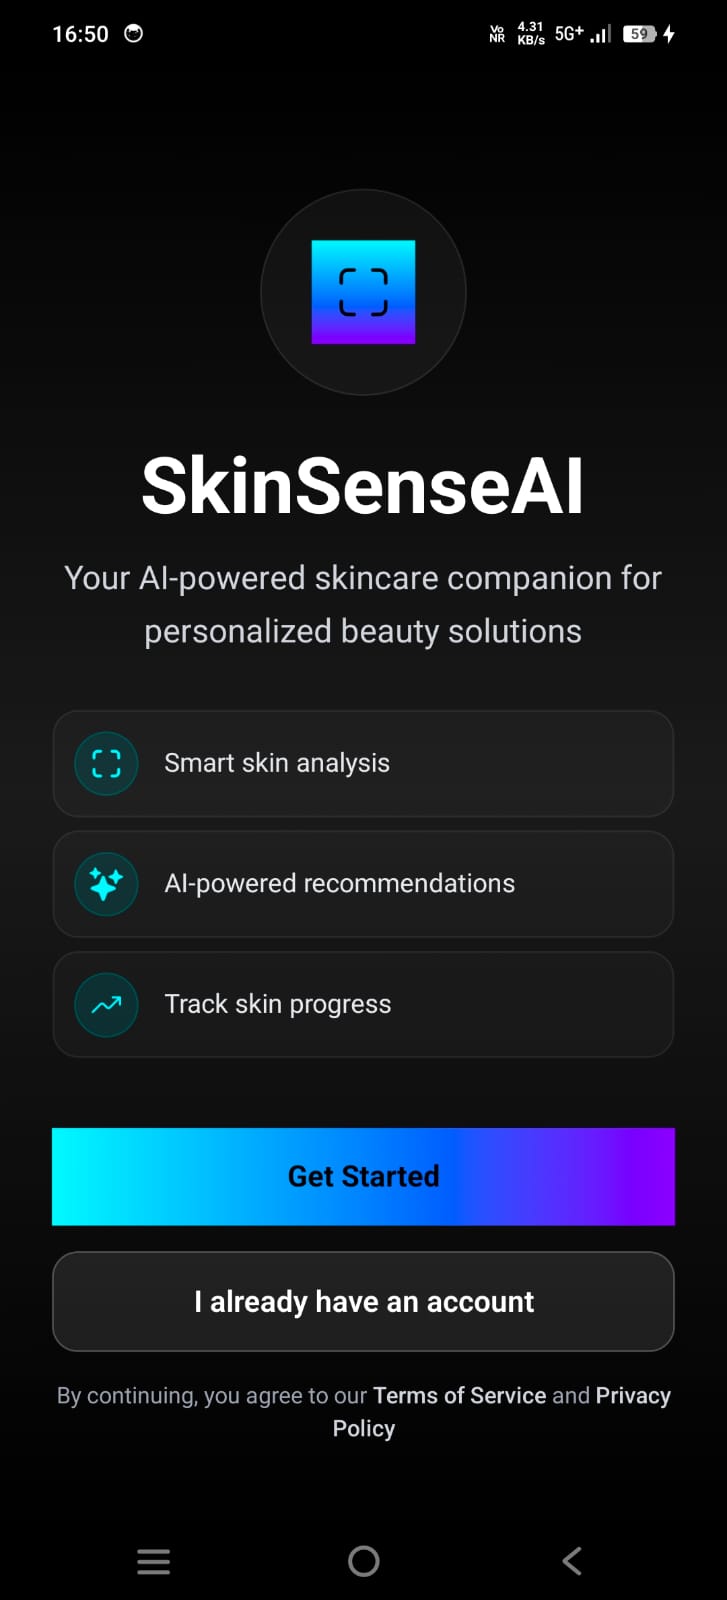 16:50
Vo
NR
4.31
KB/s
5G+
59
SkinSenseAI
Your AI-powered skincare companion for
personalized beauty solutions
Smart skin analysis
AI-powered recommendations
Track skin progress
Get Started
I already have an account
By continuing, you agree to our Terms of Service and Privacy
Policy